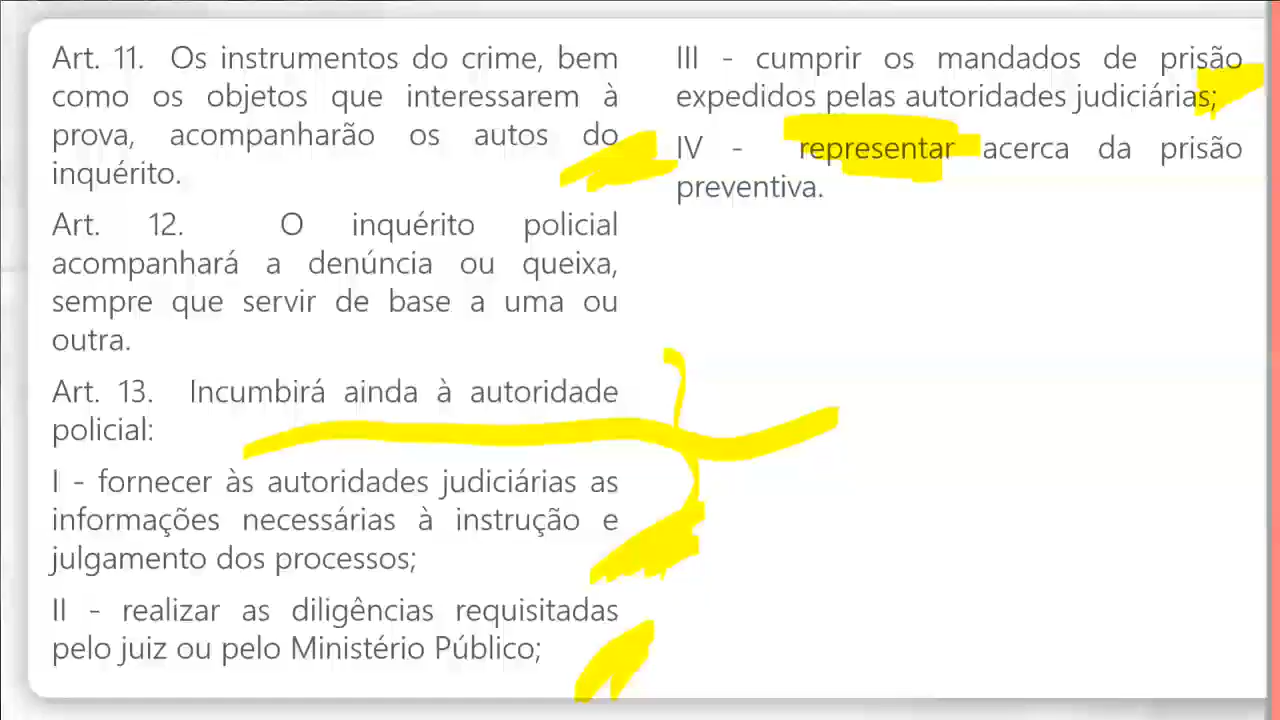 Art. 11. Os instrumentos do crime, bem
como os objetos que interessarem à
prova, acompanharão os autos do
inquérito.
Art. 12. O inquérito policial
acompanhará a denúncia ou queixa,
sempre que servir de base a uma ou
outra.
Art. 13. Incumbirá ainda à autoridade
policial:
I - fornecer às autoridades judiciárias as
informações necessárias à instrução e
julgamento dos processos;
II - realizar as diligências requisitadas
pelo juiz ou pelo Ministério Público;
III - cumprir os mandados de prisão
expedidos pelas autoridades judiciárias;
IV - representar acerca da prisão
preventiva.